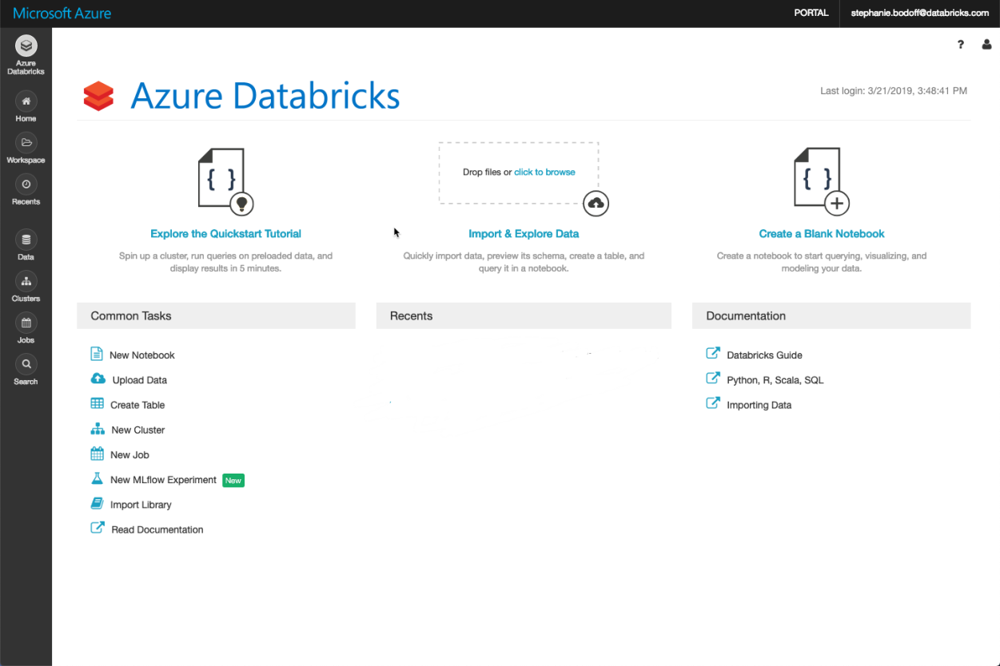 Microsoft Azure
PORTAL
stephanie.bodoff@databricks.com
Azure
Databricks
Home
Workspace
Recents
Data
Clusters
Jobs
Search
?
Azure Databricks
Last login: 3/21/2019, 3:48:41 PM
{ }
Explore the Quickstart Tutorial
Spin up a cluster, run queries on preloaded data, and
display results in 5 minutes.
Drop files or click to browse
Import & Explore Data
Quickly import data, preview its schema, create a table, and
query it in a notebook.
{ }
Create a Blank Notebook
Create a notebook to start querying, visualizing, and
modeling your data.
Common Tasks
New Notebook
Upload Data
Create Table
New Cluster
New Job
New MLflow Experiment New
Import Library
Read Documentation
Recents
Documentation
Databricks Guide
Python, R, Scala, SQL
Importing Data